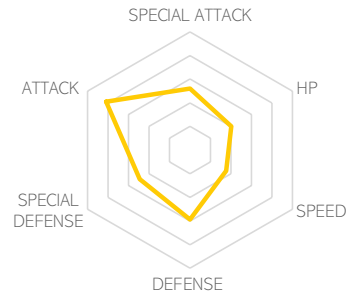 SPECIAL ATTACK
ATTACK
HP
SPECIAL
DEFENSE
SPEED
DEFENSE